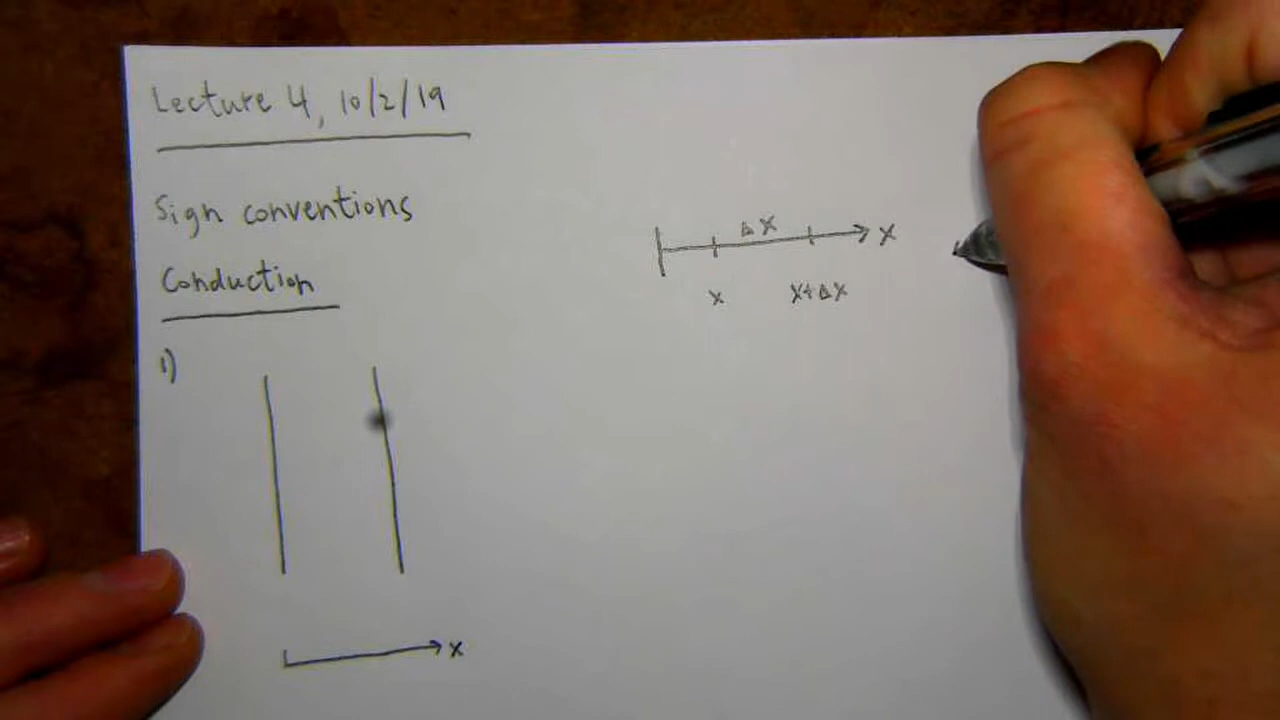 Lecture 4, 10/2/19
Sign conventions
Conduction
1)
x
Δx
x
x
x+Δx